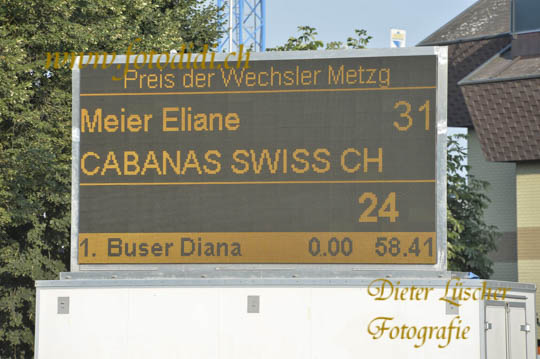 www.fotodidi.ch
Preis der Wechsler Metzg
Meier Eliane 31
CABANAS SWISS CH
24
1. Buser Diana 0.00 58.41
Dieter Lüscher
Fotografie